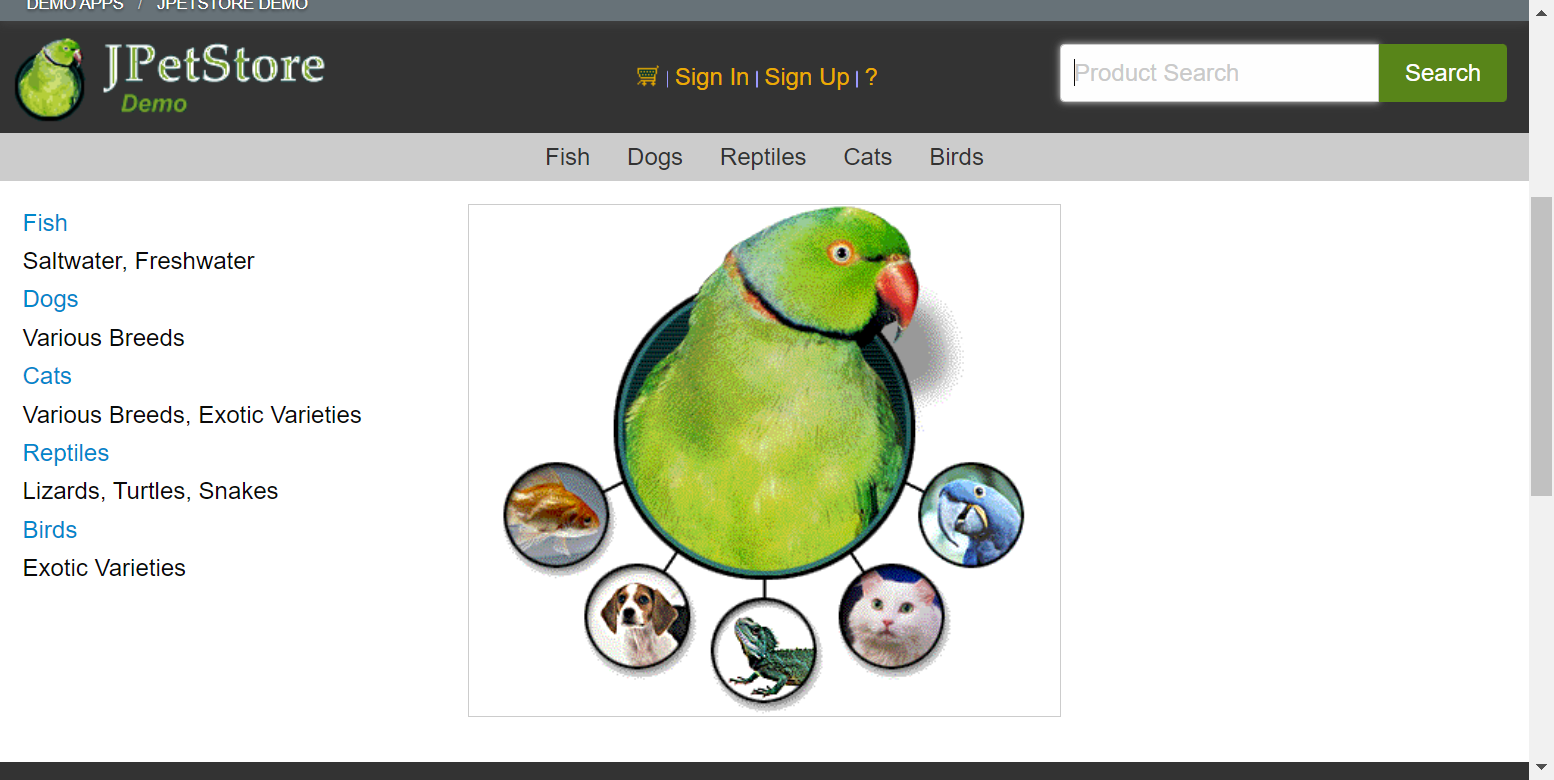 DEMO APPS / JPETSTORE DEMO
JPetStore
Demo
| Sign In | Sign Up | ?
Product Search
Search
Fish Dogs Reptiles Cats Birds
Fish
Saltwater, Freshwater
Dogs
Various Breeds
Cats
Various Breeds, Exotic Varieties
Reptiles
Lizards, Turtles, Snakes
Birds
Exotic Varieties